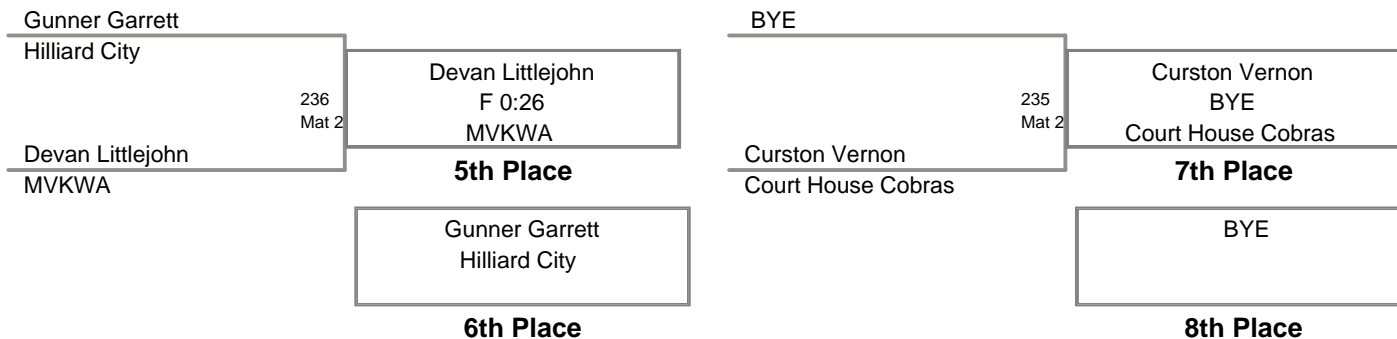 Gunner Garrett
Hilliard City
236
Mat 2
Devan Littlejohn
MVKWA
Devan Littlejohn
F 0:26
MVKWA
5th Place
Gunner Garrett
Hilliard City
6th Place
BYE
235
Mat 2
Curston Vernon
Court House Cobras
Curston Vernon
BYE
Court House Cobras
7th Place
BYE
8th Place